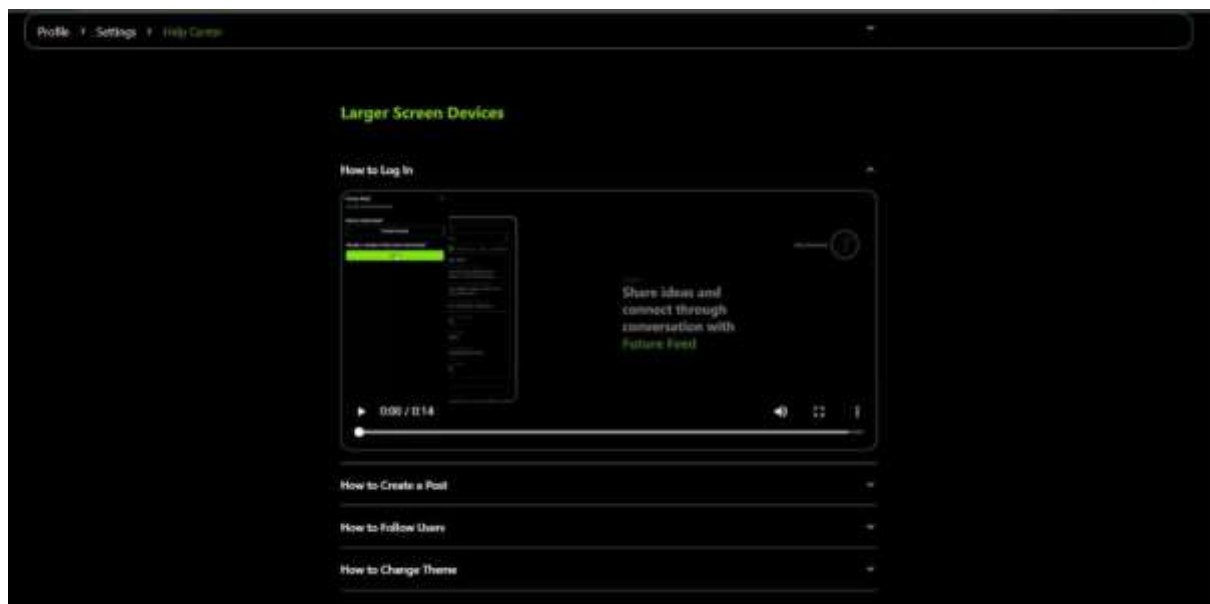 Profile › Settings › Help Center
Larger Screen Devices
How to Log In
Share ideas and
connect through
conversation with
Future Feed
0:00 / 0:14
How to Create a Post
How to Follow Users
How to Change Theme